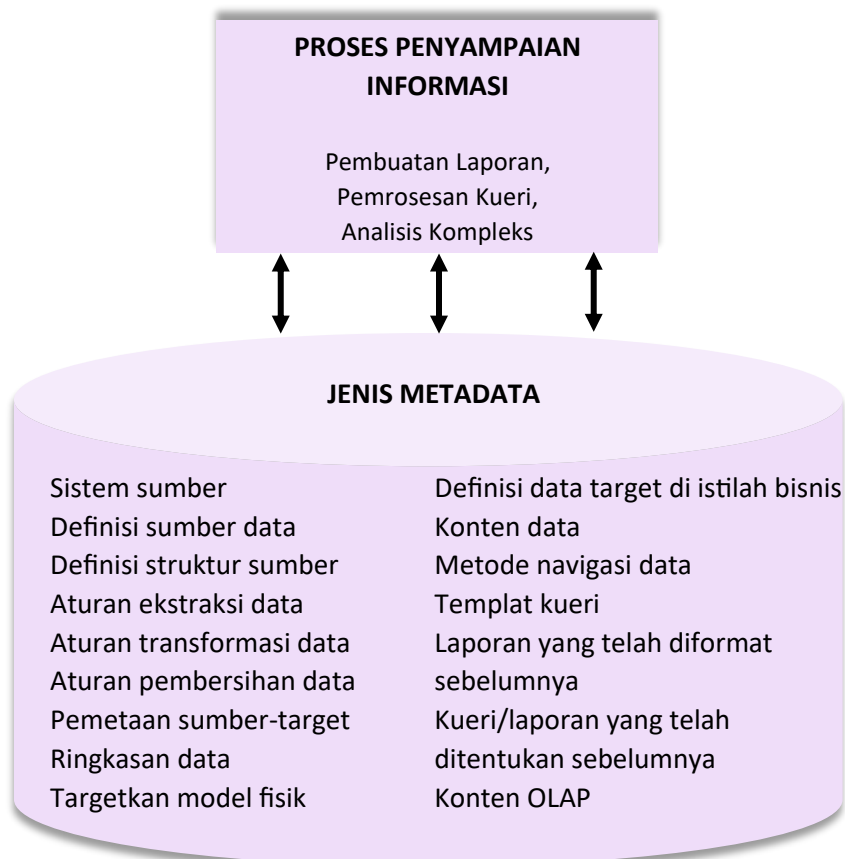 PROSES PENYAMPAIAN
INFORMASI
Pembuatan Laporan,
Pemrosesan Kueri,
Analisis Kompleks
JENIS METADATA
Sistem sumber
Definisi sumber data
Definisi struktur sumber
Aturan ekstraksi data
Aturan transformasi data
Aturan pembersihan data
Pemetaan sumber-target
Ringkasan data
Targetkan model fisik
Definisi data target di istilah bisnis
Konten data
Metode navigasi data
Templat kueri
Laporan yang telah diformat
sebelumnya
Kueri/laporan yang telah
ditentukan sebelumnya
Konten OLAP